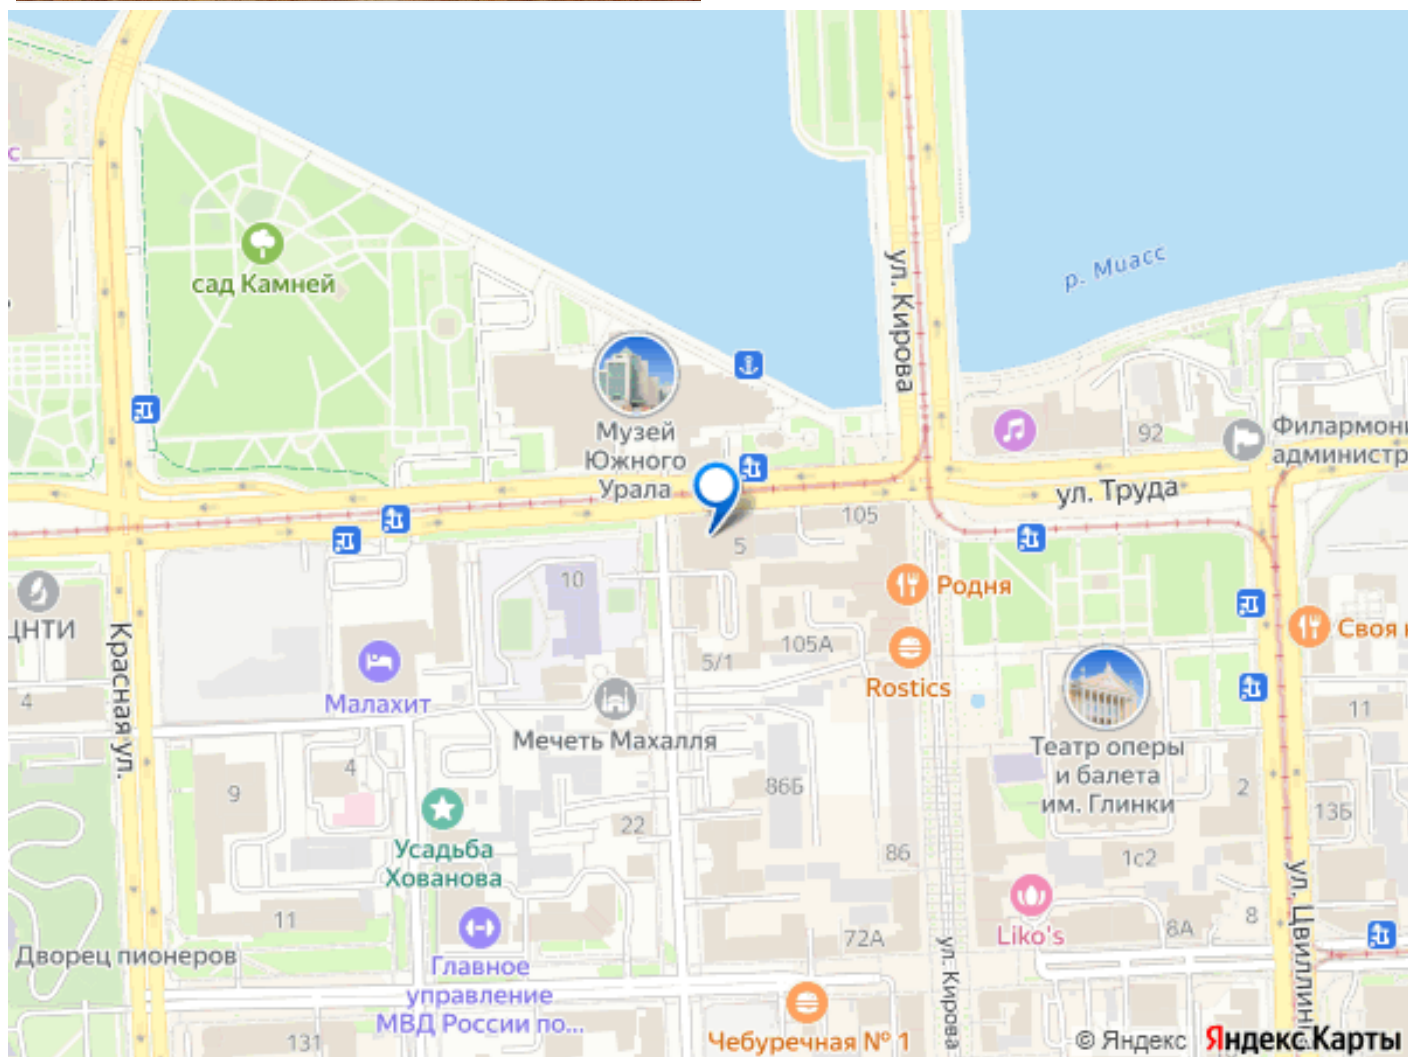 с
сад Камней
р. Миасс
ул. Кирова
Музей
Южного
Урала
92
Филармони
администр
ул. Труда
105
5
10
Родня
ЦНТИ
Своя н
105А
5/1
Rostics
Малахит
4
Красная ул.
11
Мечеть Махалля
Театр оперы
и балета
им. Глинки
4
9
86Б
2
13Б
22
Усадьба
Хованова
86
1с2
ул. Цвиллинга
11
8
8А
72А
Liko's
Дворец пионеров
Главное
управление
МВД России по...
ул. Кирова
131
Чебуречная № 1
© Яндекс Яндекс Карты